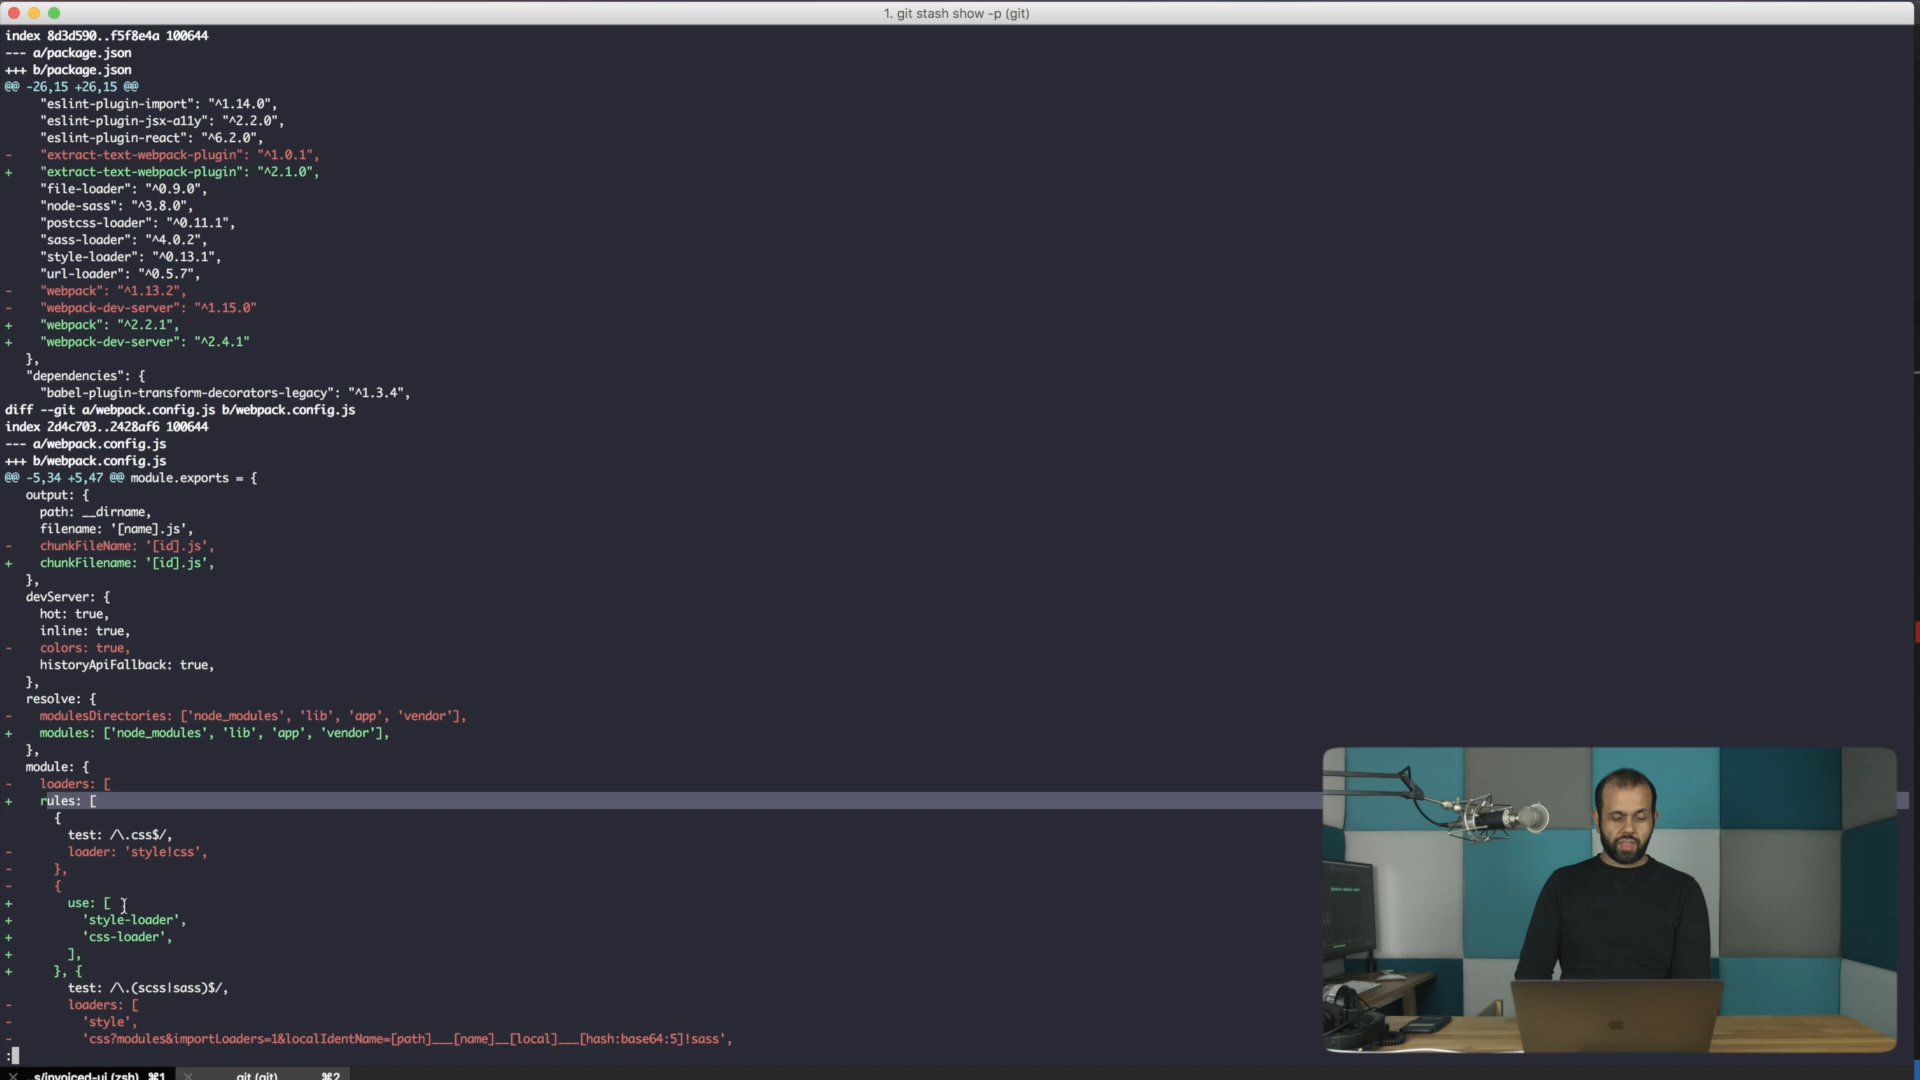 1. git stash show -p (git)
index 8d3d590..f5f8e4a 100644
--- a/package.json
+++ b/package.json
@@ -26,15 +26,15 @@
"eslint-plugin-import": "^1.14.0",
"eslint-plugin-jsx-a11y": "^2.2.0",
"eslint-plugin-react": "^6.2.0",
-    "extract-text-webpack-plugin": "^1.0.1",
+    "extract-text-webpack-plugin": "^2.1.0",
"file-loader": "^0.9.0",
"node-sass": "^3.8.0",
"postcss-loader": "^0.11.1",
"sass-loader": "^4.0.2",
"style-loader": "^0.13.1",
"url-loader": "^0.5.7",
-    "webpack": "^1.13.2",
-    "webpack-dev-server": "^1.15.0"
+    "webpack": "^2.2.1",
+    "webpack-dev-server": "^2.4.1"
},
"dependencies": {
"babel-plugin-transform-decorators-legacy": "^1.3.4",
diff --git a/webpack.config.js b/webpack.config.js
index 2d4c703..2428af6 100644
--- a/webpack.config.js
+++ b/webpack.config.js
@@ -5,34 +5,47 @@ module.exports = {
output: {
path: __dirname,
filename: '[name].js',
-    chunkFileName: '[id].js',
+    chunkFilename: '[id].js',
},
devServer: {
hot: true,
inline: true,
-    colors: true,
historyApiFallback: true,
},
resolve: {
-    modulesDirectories: ['node_modules', 'lib', 'app', 'vendor'],
+    modules: ['node_modules', 'lib', 'app', 'vendor'],
},
module: {
-    loaders: [
+    rules: [
{
test: /\.css$/,
-        loader: 'style!css',
-      },
-      {
+        use: [
+          'style-loader',
+          'css-loader',
+        ],
+      }, {
test: /\.(scss|sass)$/,
-        loaders: [
-          'style',
-          'css?modules&importLoaders=1&localIdentName=[path]___[name]__[local]___[hash:base64:5]!sass',
:
..s/invoiced-ui (zsh) ⌘1 git (git) ⌘2